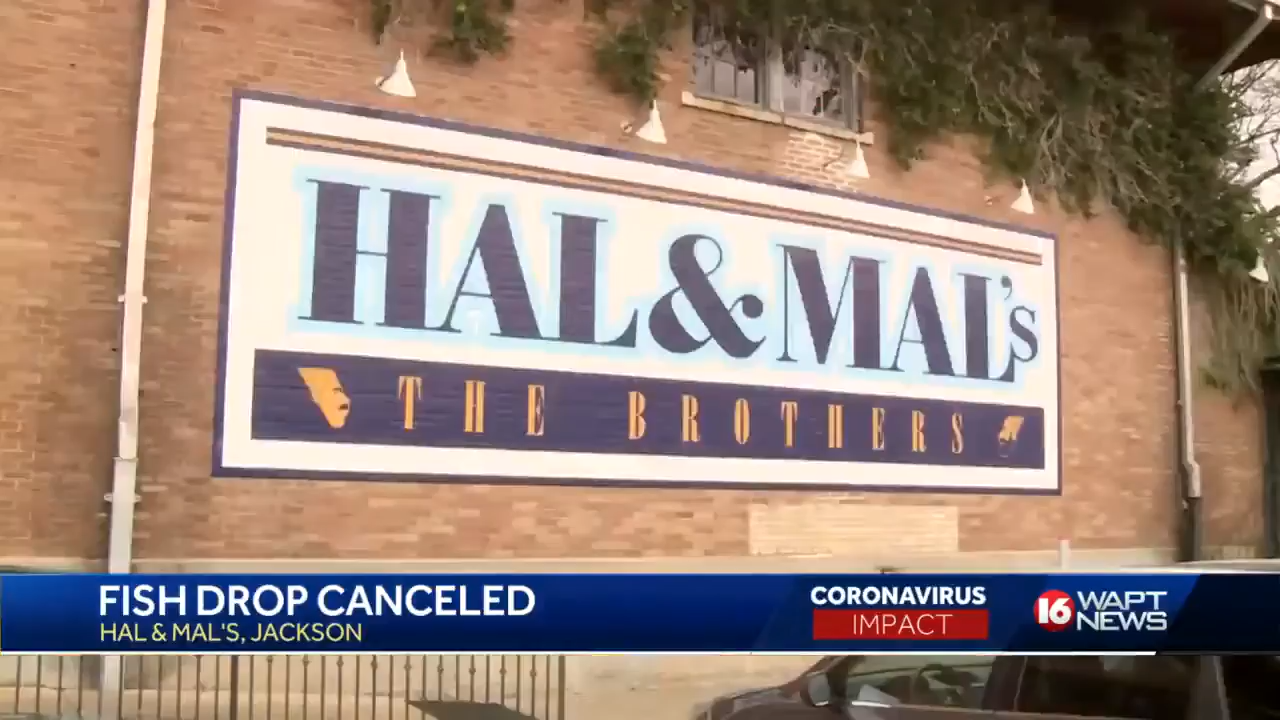 HAL & MAL's
THE BROTHERS
FISH DROP CANCELED
HAL & MAL'S, JACKSON
CORONAVIRUS
IMPACT
16 WAPT
NEWS